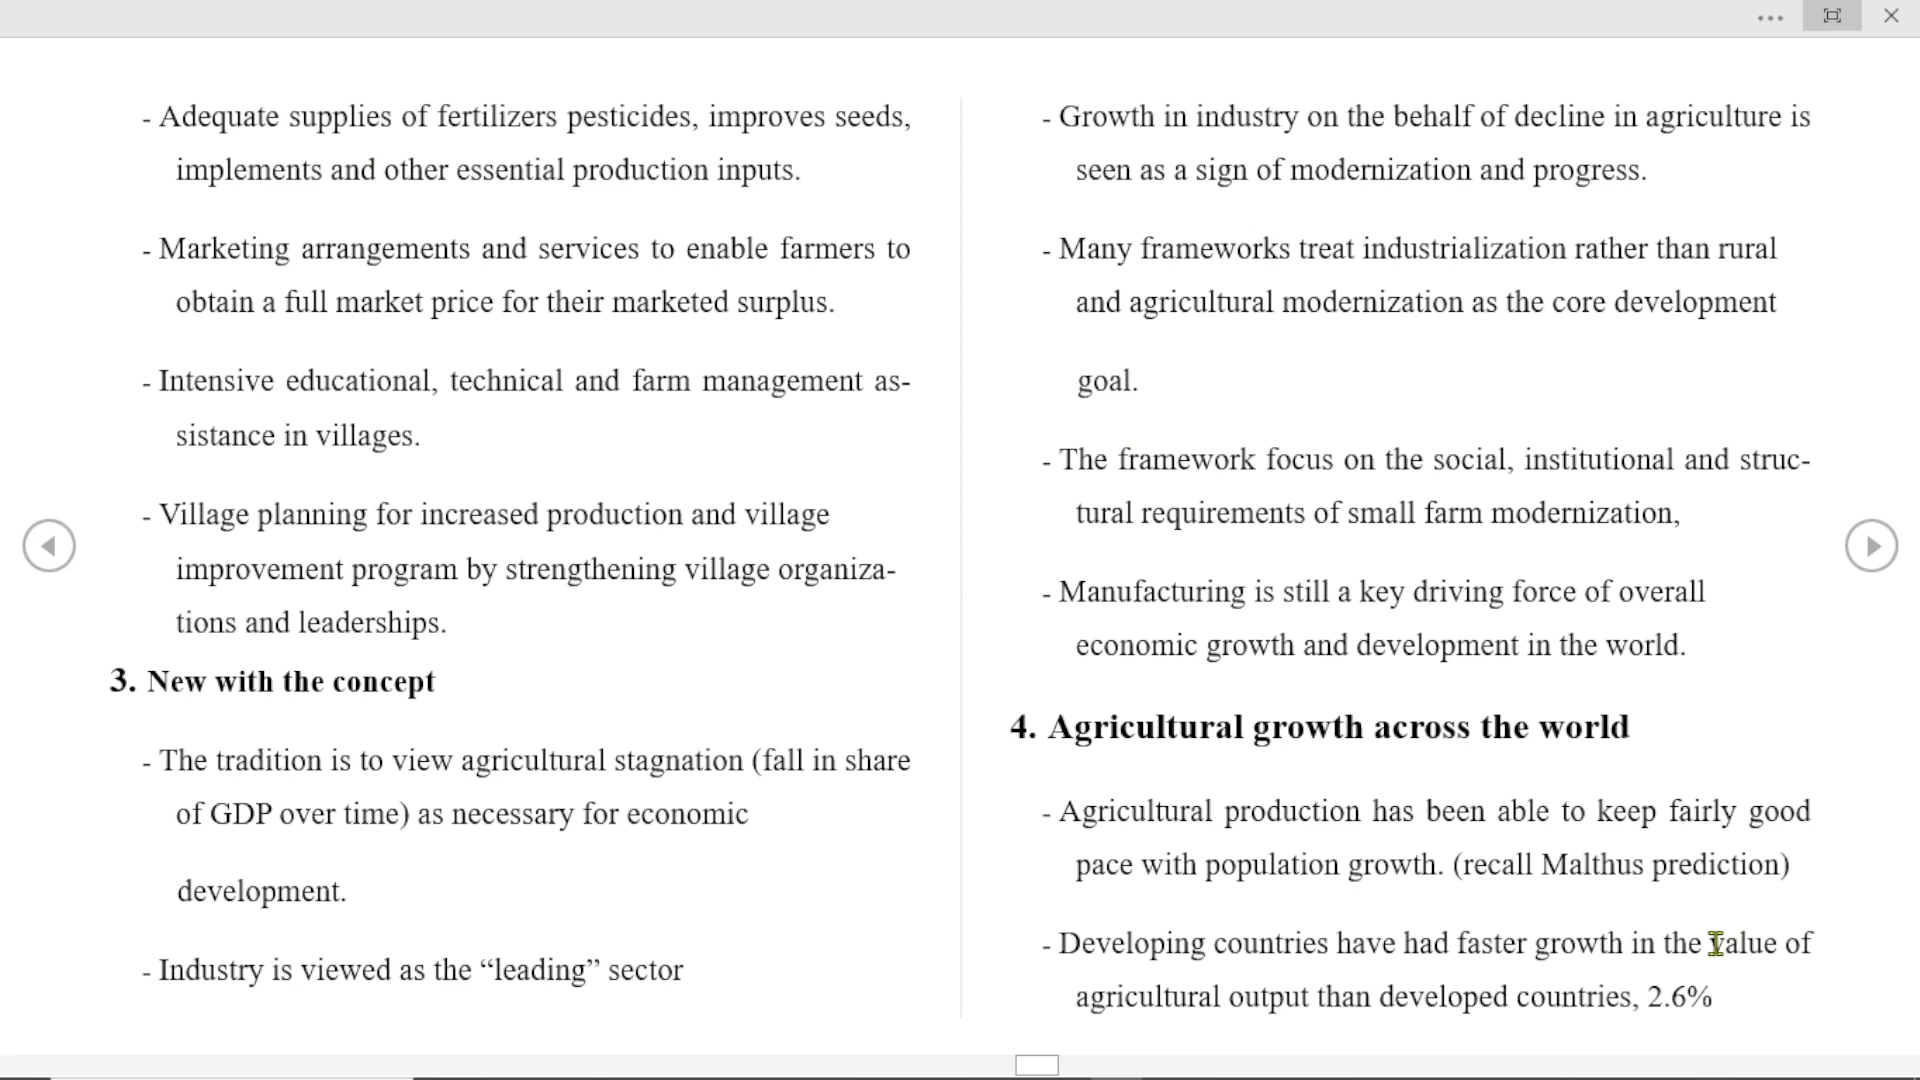 - Adequate supplies of fertilizers pesticides, improves seeds,
implements and other essential production inputs.
- Marketing arrangements and services to enable farmers to
obtain a full market price for their marketed surplus.
- Intensive educational, technical and farm management as-
sistance in villages.
- Village planning for increased production and village
improvement program by strengthening village organiza-
tions and leaderships.
3. New with the concept
- The tradition is to view agricultural stagnation (fall in share
of GDP over time) as necessary for economic
development.
- Industry is viewed as the “leading” sector
- Growth in industry on the behalf of decline in agriculture is
seen as a sign of modernization and progress.
- Many frameworks treat industrialization rather than rural
and agricultural modernization as the core development
goal.
- The framework focus on the social, institutional and struc-
tural requirements of small farm modernization,
- Manufacturing is still a key driving force of overall
economic growth and development in the world.
4. Agricultural growth across the world
- Agricultural production has been able to keep fairly good
pace with population growth. (recall Malthus prediction)
- Developing countries have had faster growth in the value of
agricultural output than developed countries, 2.6%